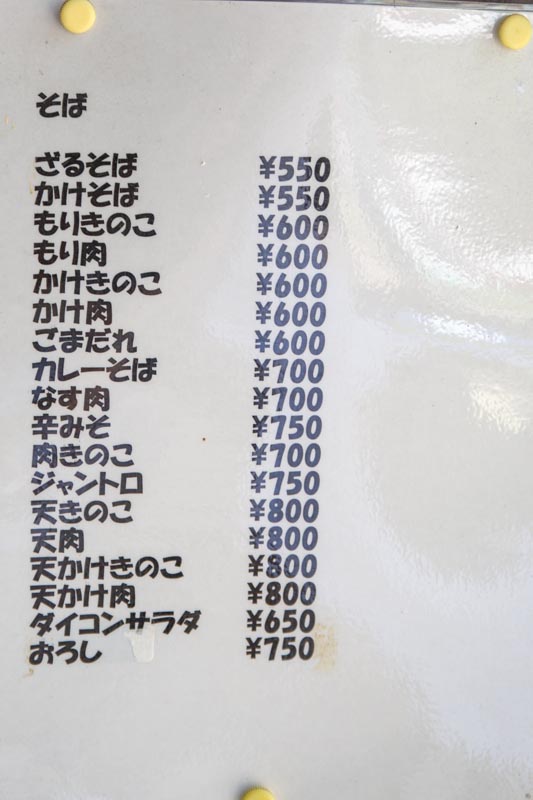 そば
ざるそば ¥550
かけそば ¥550
もりきのこ ¥600
もり肉 ¥600
かけきのこ ¥600
かけ肉 ¥600
ごまだれ ¥600
カレーそば ¥700
なす肉 ¥700
辛みそ ¥750
肉きのこ ¥700
ジャントロ ¥750
天きのこ ¥800
天肉 ¥800
天かけきのこ ¥800
天かけ肉 ¥800
ダイコンサラダ ¥650
おろし ¥750